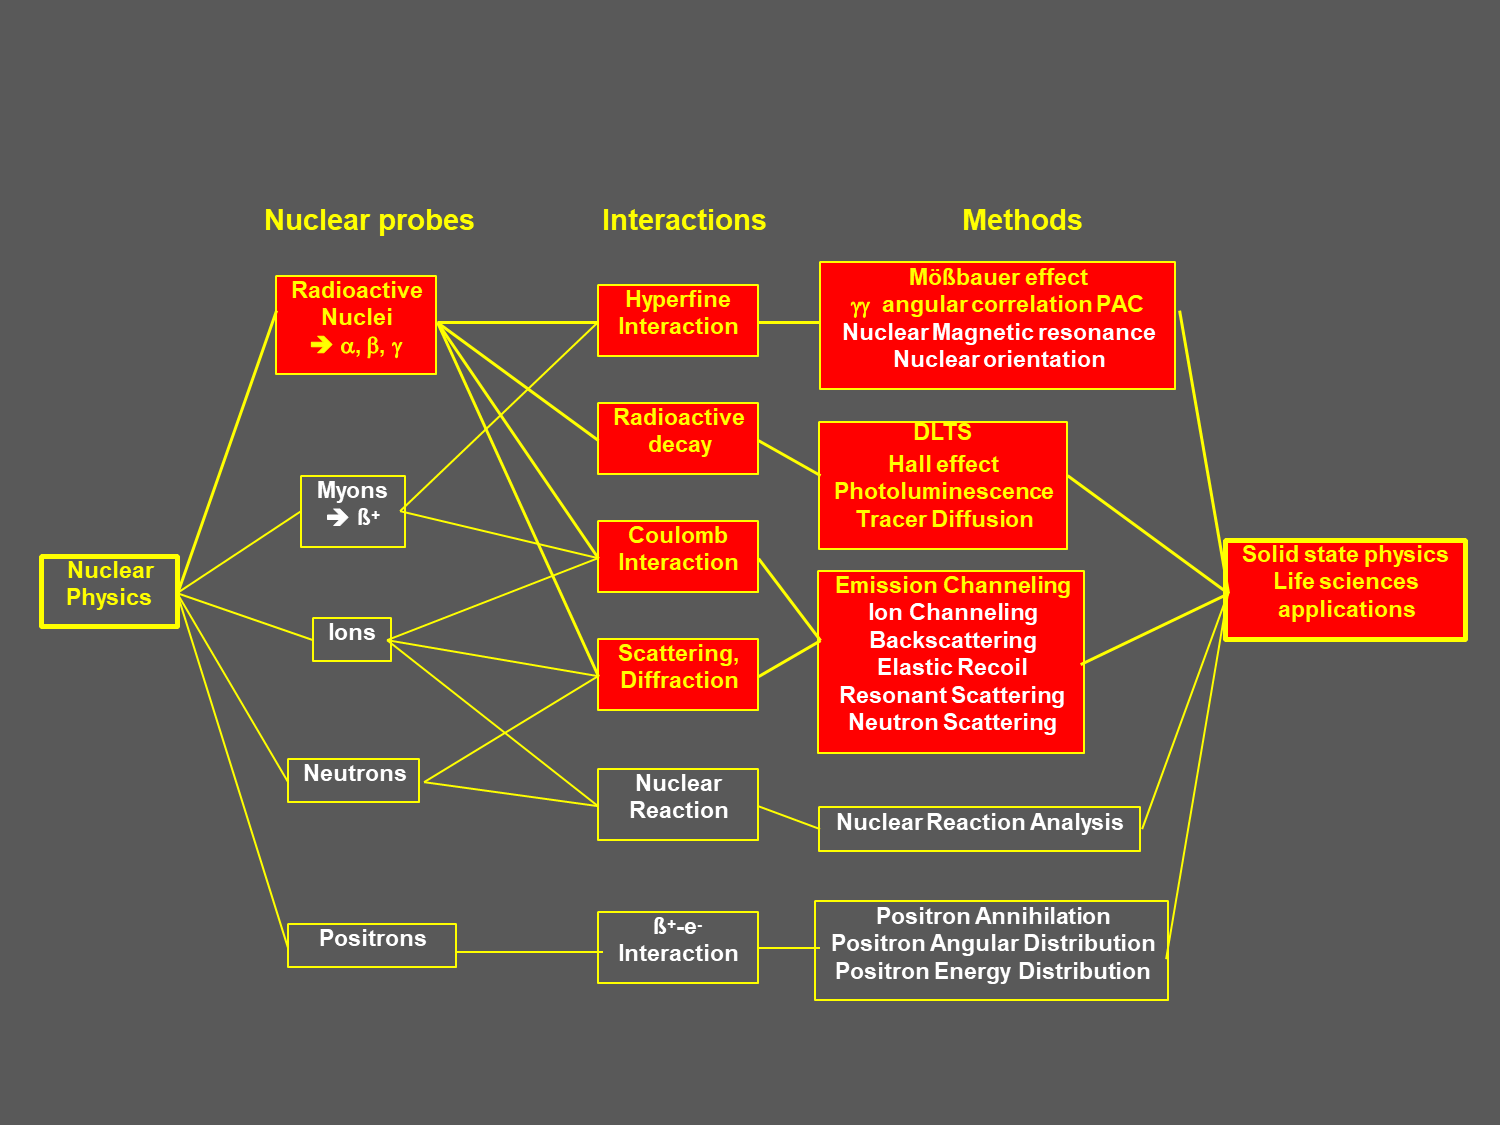 Nuclear probes
Interactions
Methods
Nuclear
Physics
Radioactive
Nuclei
➔ α, β, γ
Myons
➔ ß⁺
Ions
Neutrons
Positrons
Hyperfine
Interaction
Radioactive
decay
Coulomb
Interaction
Scattering,
Diffraction
Nuclear
Reaction
ß⁺-e⁻
Interaction
Mößbauer effect
γγ angular correlation PAC
Nuclear Magnetic resonance
Nuclear orientation
DLTS
Hall effect
Photoluminescence
Tracer Diffusion
Emission Channeling
Ion Channeling
Backscattering
Elastic Recoil
Resonant Scattering
Neutron Scattering
Nuclear Reaction Analysis
Positron Annihilation
Positron Angular Distribution
Positron Energy Distribution
Solid state physics
Life sciences
applications